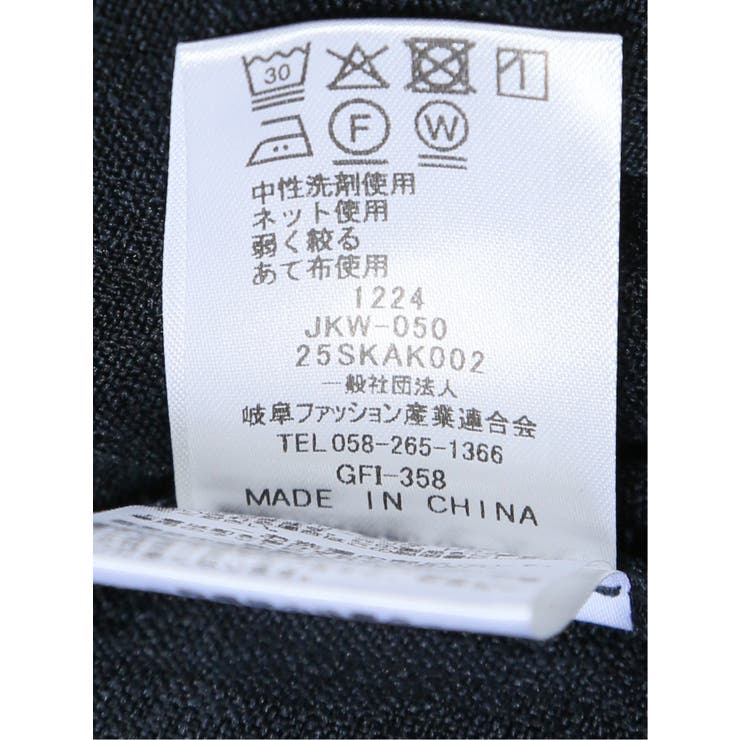 30
F W
中性洗剤使用
ネット使用
弱く絞る
あて布使用
1224
JKW-050
25SKAK002
一般社団法人
岐阜ファッション産業連合会
TEL 058-265-1366
GFI-358
MADE IN CHINA